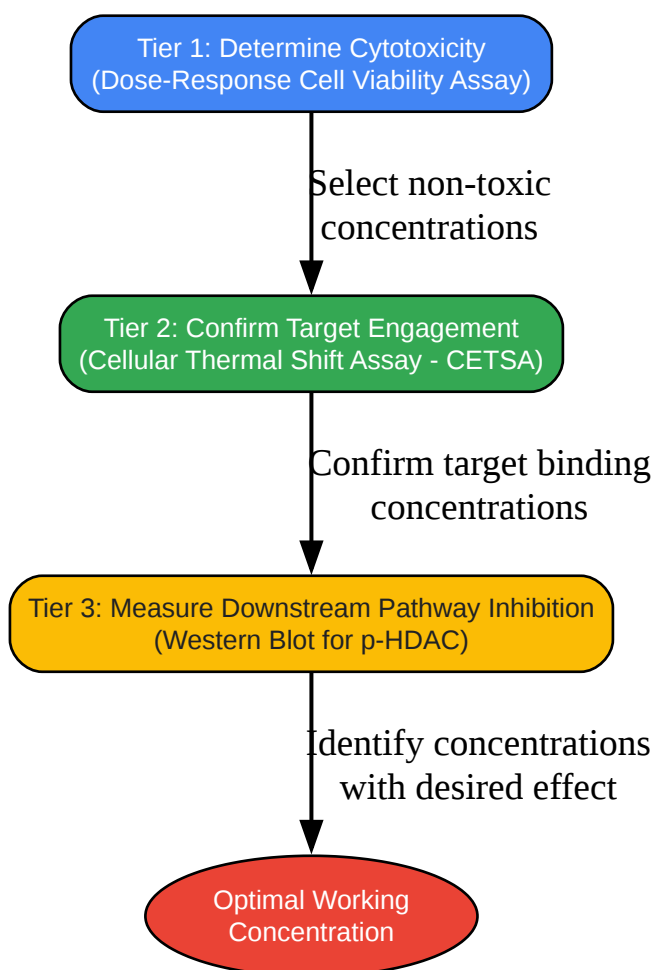 Tier 1: Determine Cytotoxicity
(Dose-Response Cell Viability Assay)
Select non-toxic
concentrations
Tier 2: Confirm Target Engagement
(Cellular Thermal Shift Assay - CETSA)
Confirm target binding
concentrations
Tier 3: Measure Downstream Pathway Inhibition
(Western Blot for p-HDAC)
Identify concentrations
with desired effect
Optimal Working
Concentration